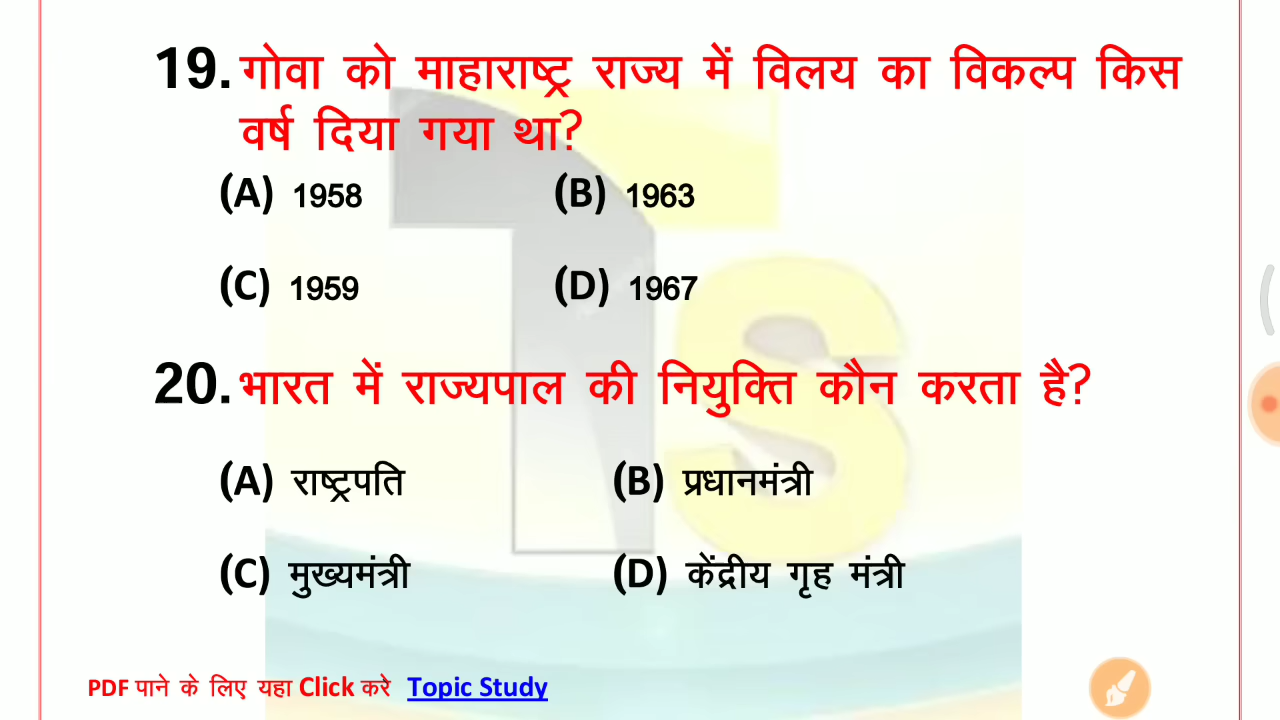 19. गोवा को माहाराष्ट्र राज्य में विलय का विकल्प किस
वर्ष दिया गया था?
(A) 1958 (B) 1963
(C) 1959 (D) 1967
20. भारत में राज्यपाल की नियुक्ति कौन करता है?
(A) राष्ट्रपति (B) प्रधानमंत्री
(C) मुख्यमंत्री (D) केंद्रीय गृह मंत्री
PDF पाने के लिए यहा Click करे Topic Study